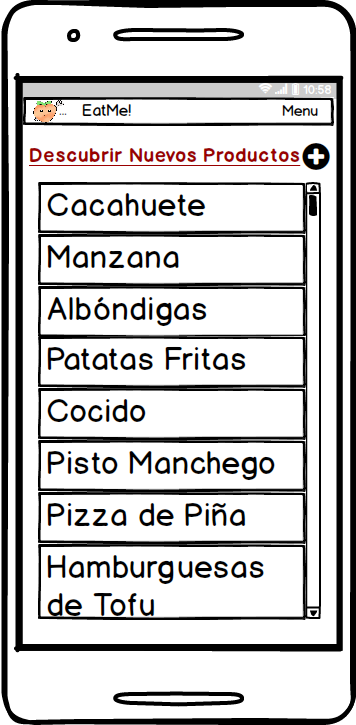 10:58
... EatMe! Menu
Descubrir Nuevos Productos
Cacahuete
Manzana
Albóndigas
Patatas Fritas
Cocido
Pisto Manchego
Pizza de Piña
Hamburguesas
de Tofu